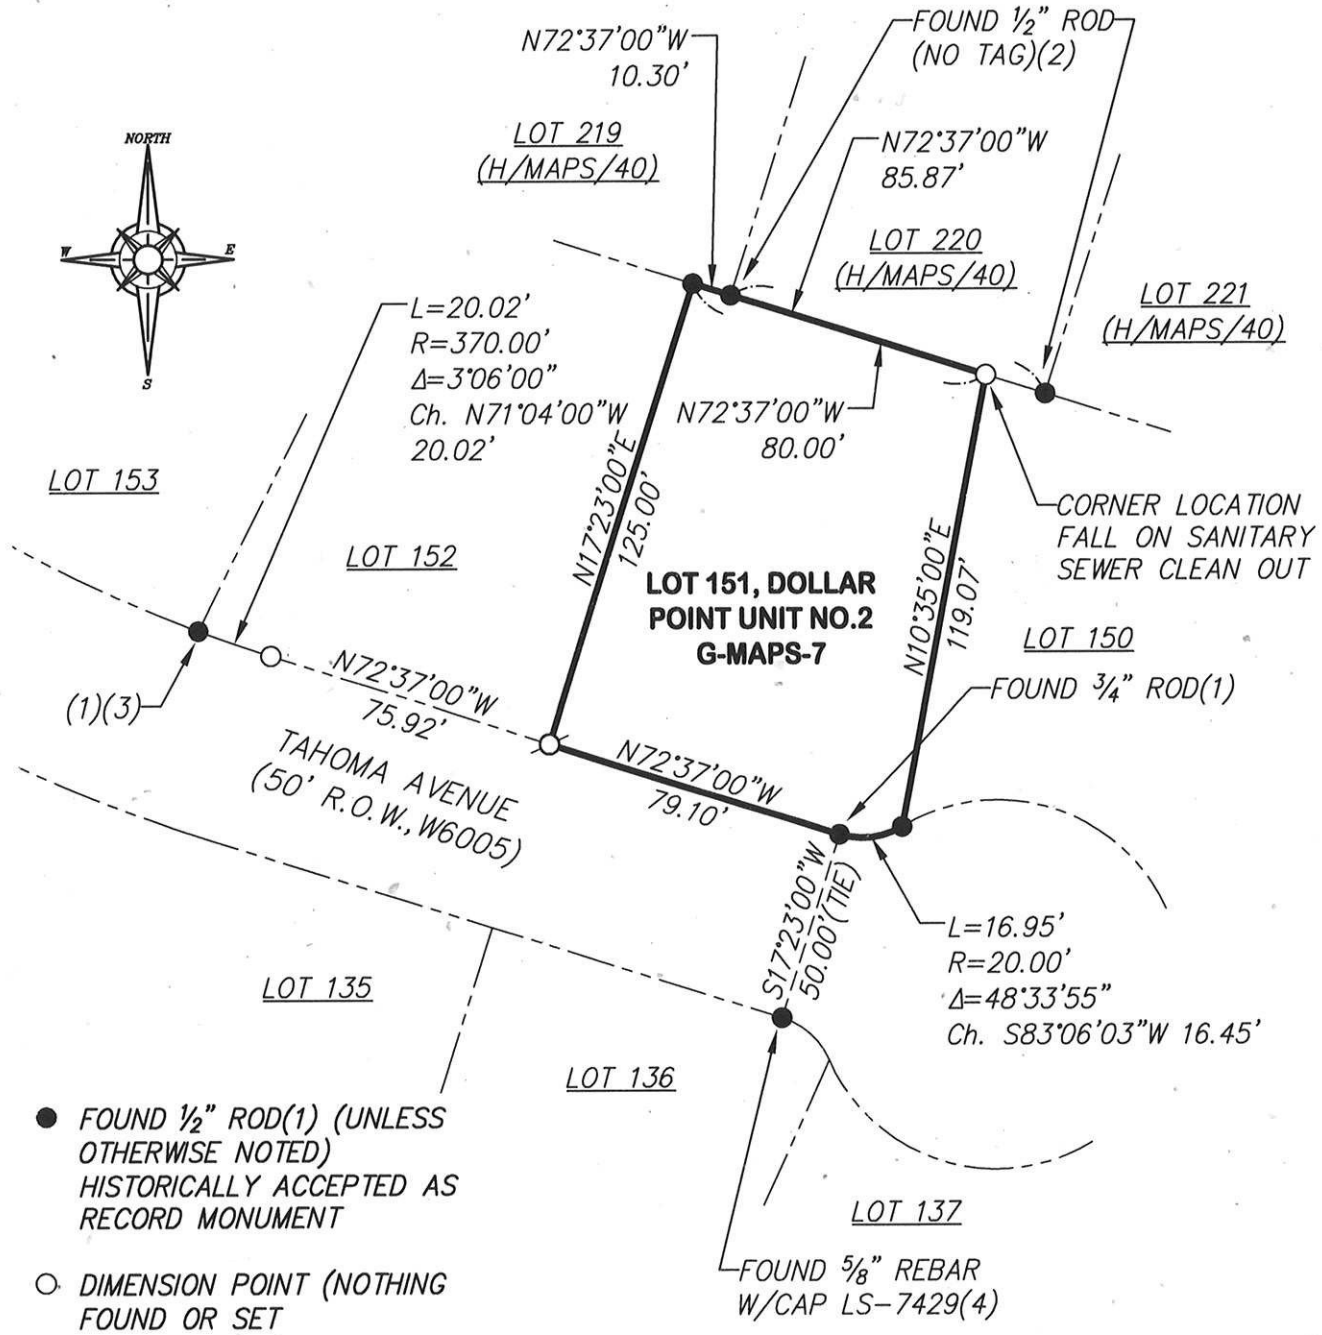 N72°37'00"W
10.30'
FOUND ½" ROD
(NO TAG)(2)
NORTH
W
E
S
LOT 219
(H/MAPS/40)
N72°37'00"W
85.87'
LOT 220
(H/MAPS/40)
LOT 221
(H/MAPS/40)
L=20.02'
R=370.00'
Δ=3°06'00"
Ch. N71°04'00"W
20.02'
N72°37'00"W
80.00'
LOT 153
LOT 152
N17°23'00"E
125.00'
CORNER LOCATION
FALL ON SANITARY
SEWER CLEAN OUT
LOT 151, DOLLAR
POINT UNIT NO.2
G-MAPS-7
N10°35'00"E
119.07'
LOT 150
FOUND ¾" ROD(1)
(1)(3)
N72°37'00"W
75.92'
TAHOMA AVENUE
(50' R.O.W., W6005)
N72°37'00"W
79.10'
S17°23'00"W
50.00'(TIE)
L=16.95'
R=20.00'
Δ=48°33'55"
Ch. S83°06'03"W 16.45'
LOT 135
LOT 136
LOT 137
FOUND ⅝" REBAR
W/CAP LS-7429(4)
● FOUND ½" ROD(1) (UNLESS
OTHERWISE NOTED)
HISTORICALLY ACCEPTED AS
RECORD MONUMENT
○ DIMENSION POINT (NOTHING
FOUND OR SET